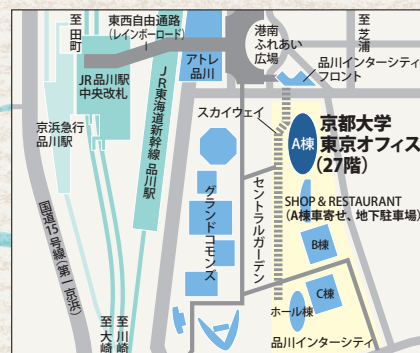 至田町
東西自由通路
(レインボーロード)
港南
ふれあい
広場
至芝浦
アトレ
品川
品川インターシティ
フロント
JR品川駅
中央改札
JR東海道新幹線 品川駅
京浜急行
品川駅
スカイウェイ
A棟
京都大学
東京オフィス
(27階)
SHOP & RESTAURANT
(A棟車寄せ、地下駐車場)
グランドコモンズ
セントラルガーデン
国道15号線(第一京浜)
B棟
C棟
ホール棟
至大崎
至川崎
品川インターシティ